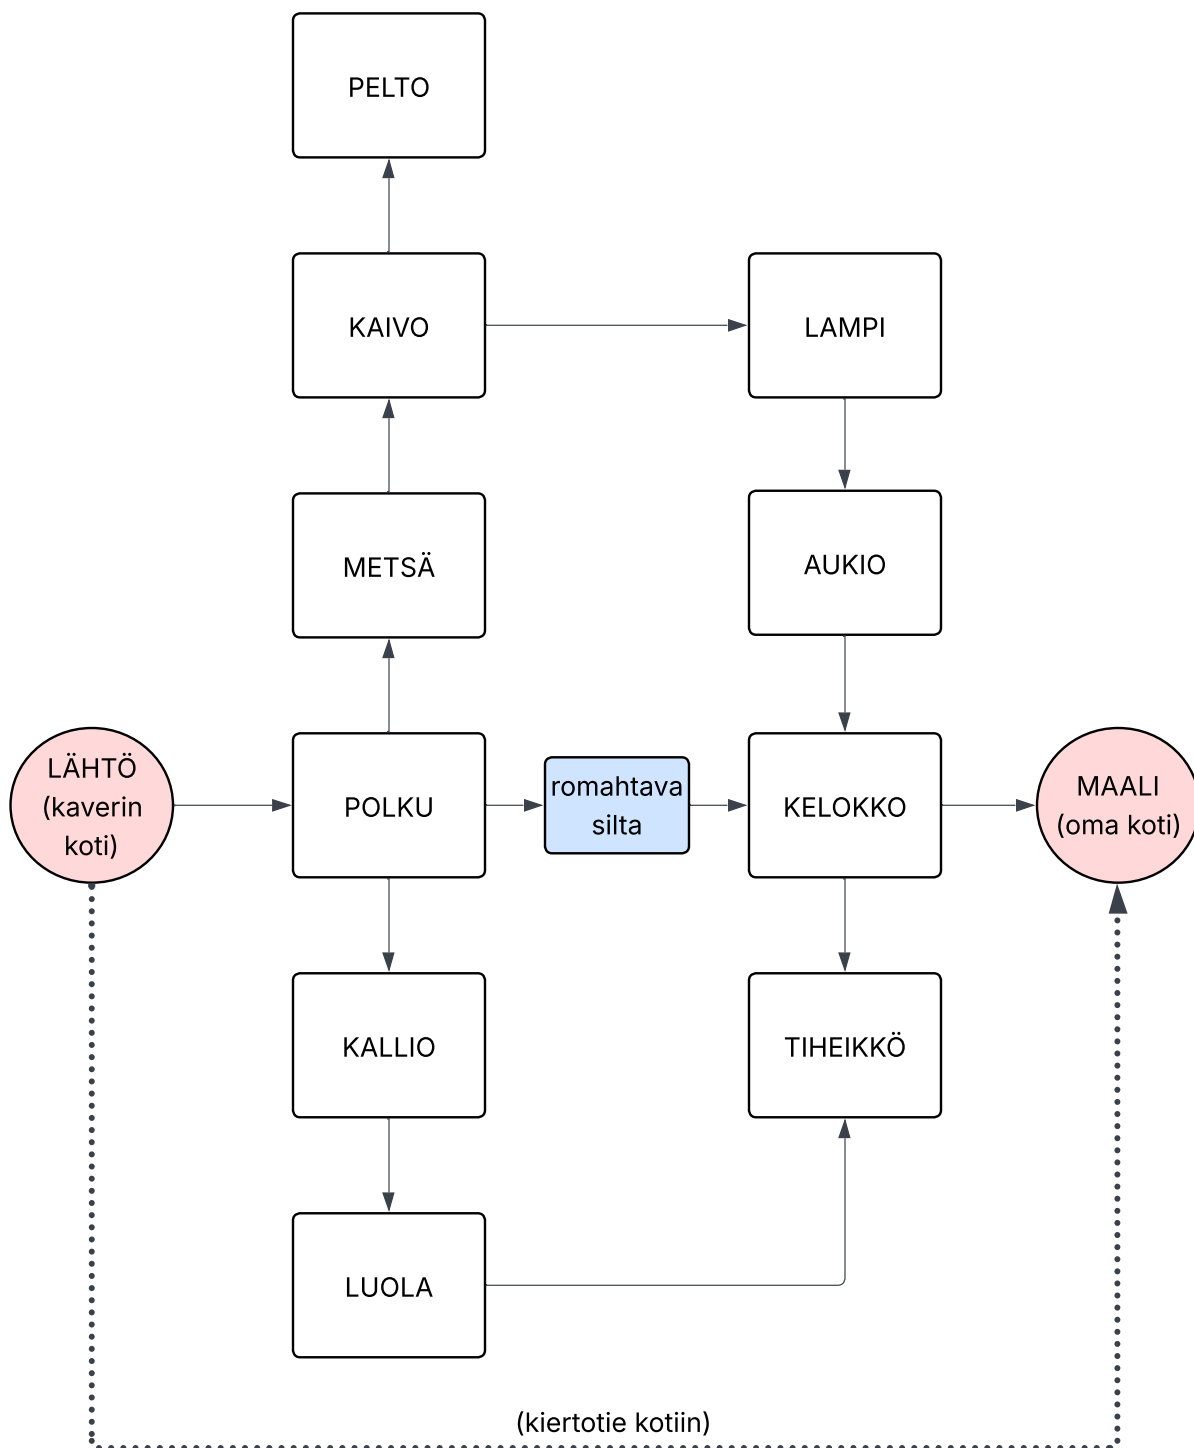 PELTO
KAIVO
LAMPI
METSÄ
AUKIO
LÄHTÖ
(kaverin
koti)
POLKU
romahtava
silta
KELOKKO
MAALI
(oma koti)
KALLIO
TIHEIKKÖ
LUOLA
(kiertotie kotiin)